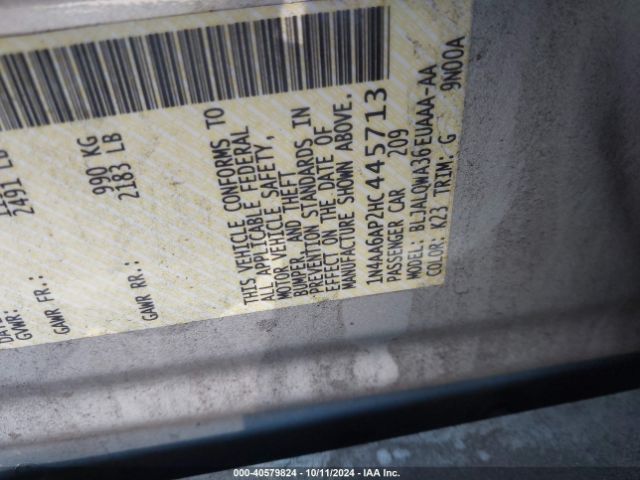 DATE:
GVWR:
GAWR FR.:
2491 LB
GAWR RR.:
990 KG
2183 LB
THIS VEHICLE CONFORMS TO
ALL APPLICABLE FEDERAL
MOTOR VEHICLE SAFETY,
BUMPER, AND THEFT
PREVENTION STANDARDS IN
EFFECT ON THE DATE OF
MANUFACTURE SHOWN ABOVE.
1N4AA6AP2HC445713
PASSENGER CAR 209
MODEL: BLJALQWA36EUAAA-AA
COLOR: K23 TRIM: G 9N00A
000-40579824 - 10/11/2024 - IAA Inc.